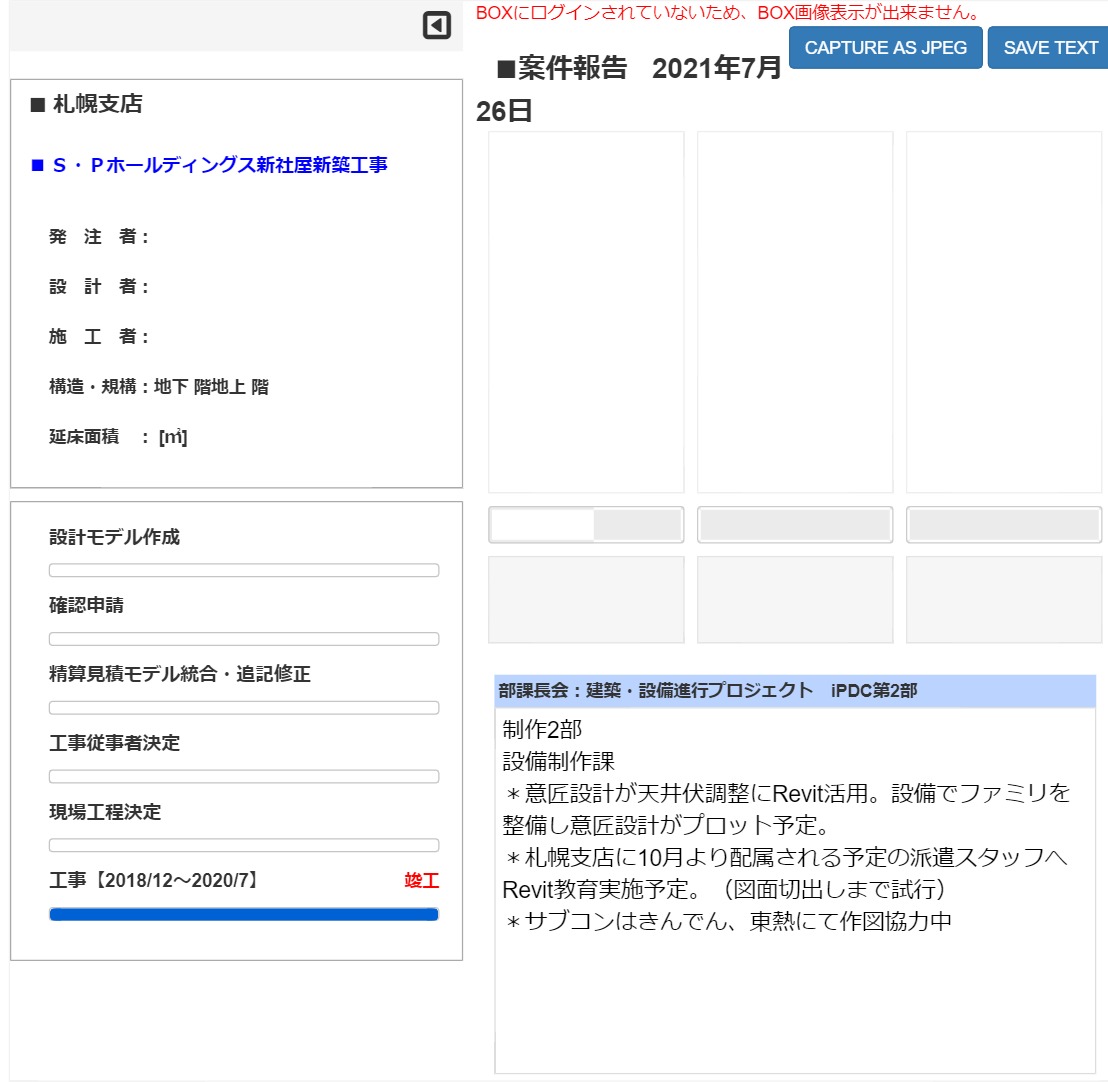 BOXにログインされていないため、BOX画像表示が出来ません。
CAPTURE AS JPEG
SAVE TEXT
■案件報告　2021年7月
26日
■ 札幌支店
■ Ｓ・Ｐホールディングス新社屋新築工事
発　注　者：
設　計　者：
施　工　者：
構造・規構：地下 階地上 階
延床面積　： [㎡]
設計モデル作成
確認申請
精算見積モデル統合・追記修正
工事従事者決定
現場工程決定
工事【2018/12～2020/7】 竣工
部課長会：建築・設備進行プロジェクト　iPDC第2部
制作2部
設備制作課
＊意匠設計が天井伏調整にRevit活用。設備でファミリを
整備し意匠設計がプロット予定。
＊札幌支店に10月より配属される予定の派遣スタッフへ
Revit教育実施予定。（図面切出しまで試行）
＊サブコンはきんでん、東熱にて作図協力中